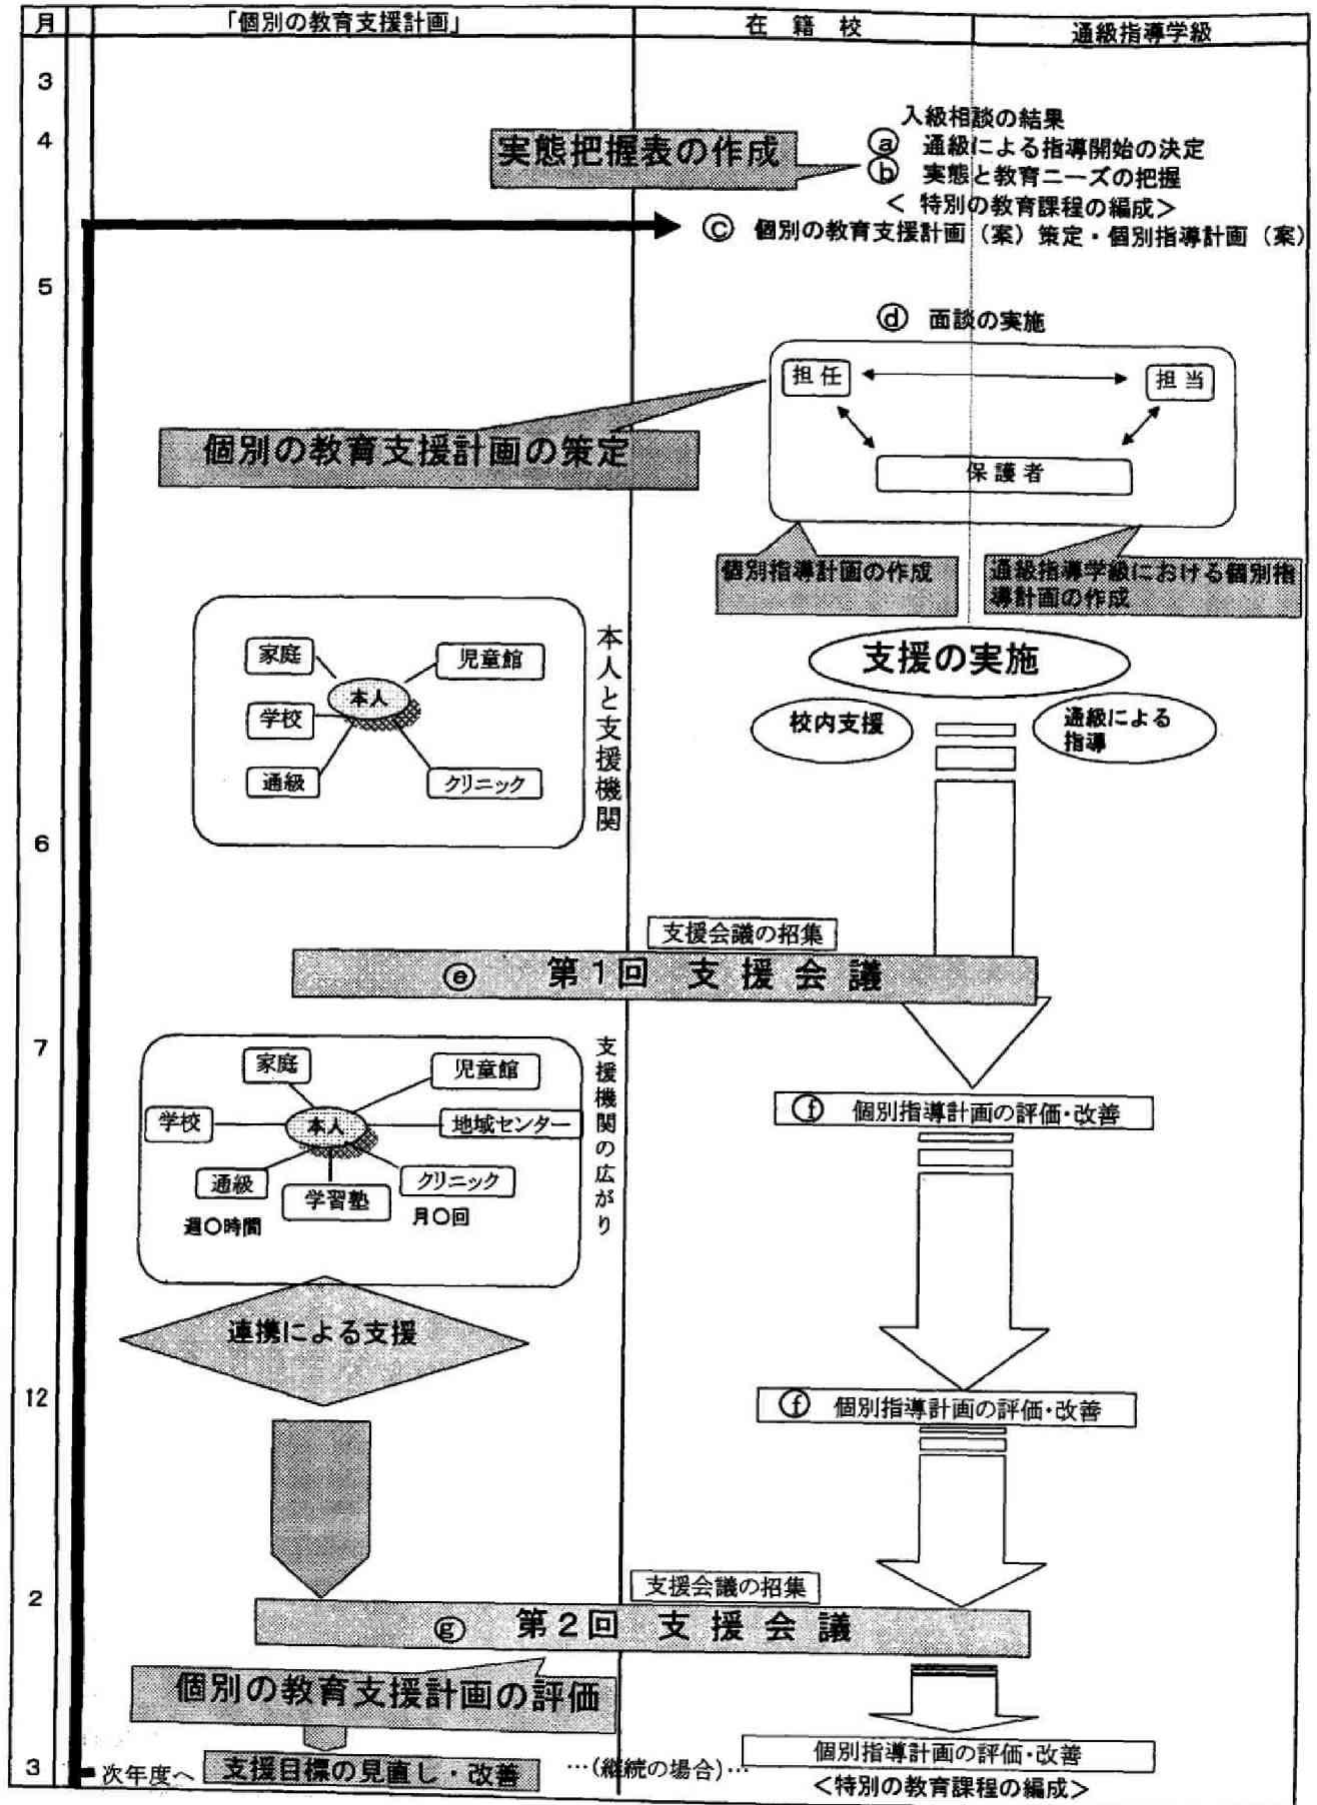 月
「個別の教育支援計画」
在 籍 校
通級指導学級
3
4
入級相談の結果
実態把握表の作成
ⓐ 通級による指導開始の決定
ⓑ 実態と教育ニーズの把握
＜ 特別の教育課程の編成＞
ⓒ 個別の教育支援計画（案）策定・個別指導計画（案）
5
ⓓ 面談の実施
担 任
担 当
保 護 者
個別の教育支援計画の策定
個別指導計画の作成
通級指導学級における個別指
導計画の作成
支援の実施
校内支援
通級による
指導
家庭
児童館
本人
学校
通級
クリニック
本人と支援機関
6
支援会議の招集
ⓔ 第1回 支 援 会 議
7
家庭
児童館
学校
本人
地域センター
通級
学習塾
クリニック
週〇時間
月〇回
支援機関の広がり
ⓕ 個別指導計画の評価・改善
連携による支援
12
ⓕ 個別指導計画の評価・改善
2
支援会議の招集
ⓖ 第2回 支 援 会 議
個別の教育支援計画の評価
3
次年度へ
支援目標の見直し・改善
…(継続の場合)…
個別指導計画の評価・改善
＜特別の教育課程の編成＞